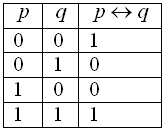 p q p ↔ q
0 0 1
0 1 0
1 0 0
1 1 1